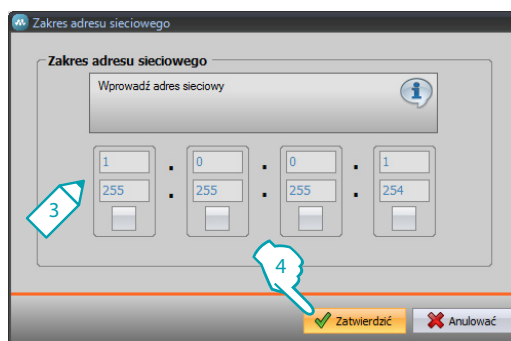 Zakres adresu sieciowego
Zakres adresu sieciowego
Wprowadź adres sieciowy
1 . 0 . 0 . 1
255 . 255 . 255 . 254
3
4
Zatwierdzić Anulować